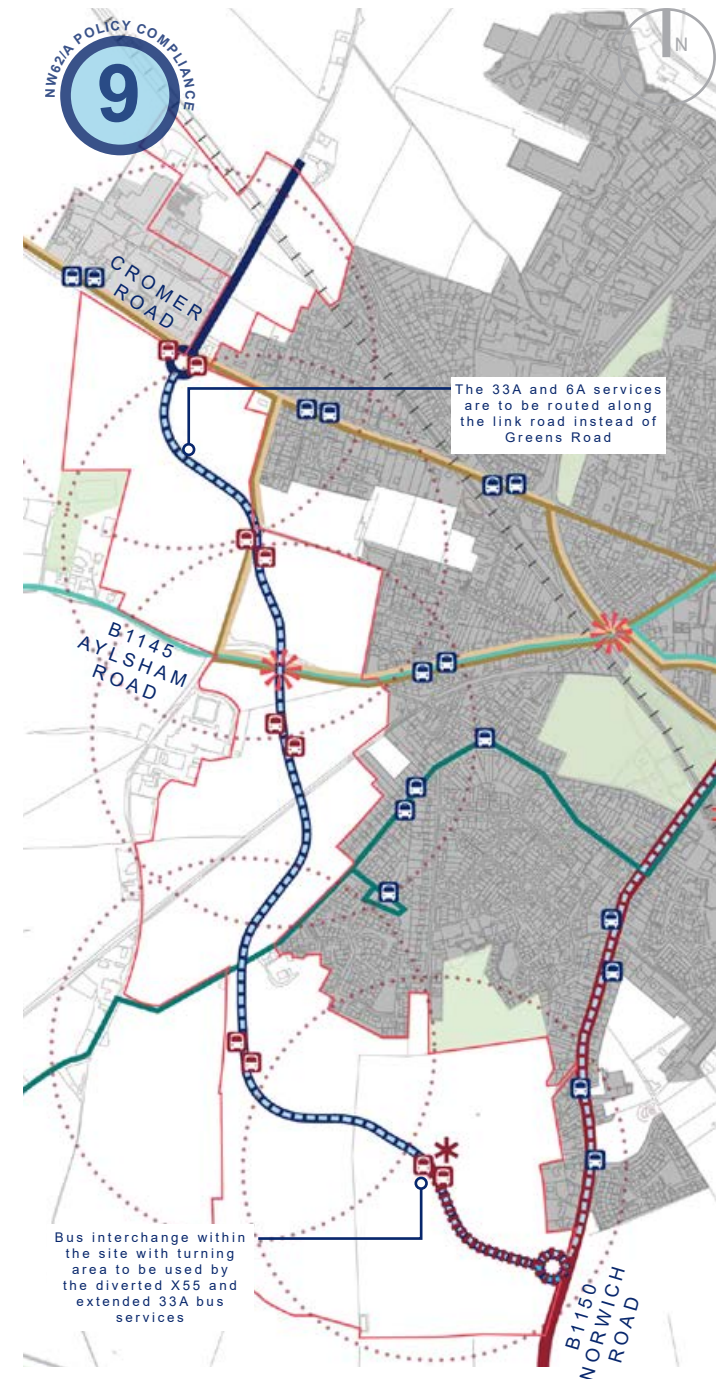 NW62/A POLICY COMPLIANCE
9
N
CROMER
ROAD
The 33A and 6A services
are to be routed along
the link road instead of
Greens Road
B1145
AYLSHAM
ROAD
Bus interchange within
the site with turning
area to be used by
the diverted X55 and
extended 33A bus
services
B1150
NORWICH
ROAD